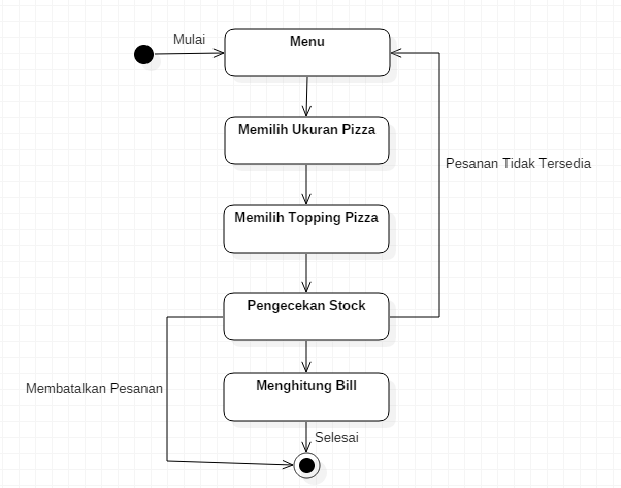 Mulai
Menu
Memilih Ukuran Pizza
Pesanan Tidak Tersedia
Memilih Topping Pizza
Pengecekan Stock
Membatalkan Pesanan
Menghitung Bill
Selesai